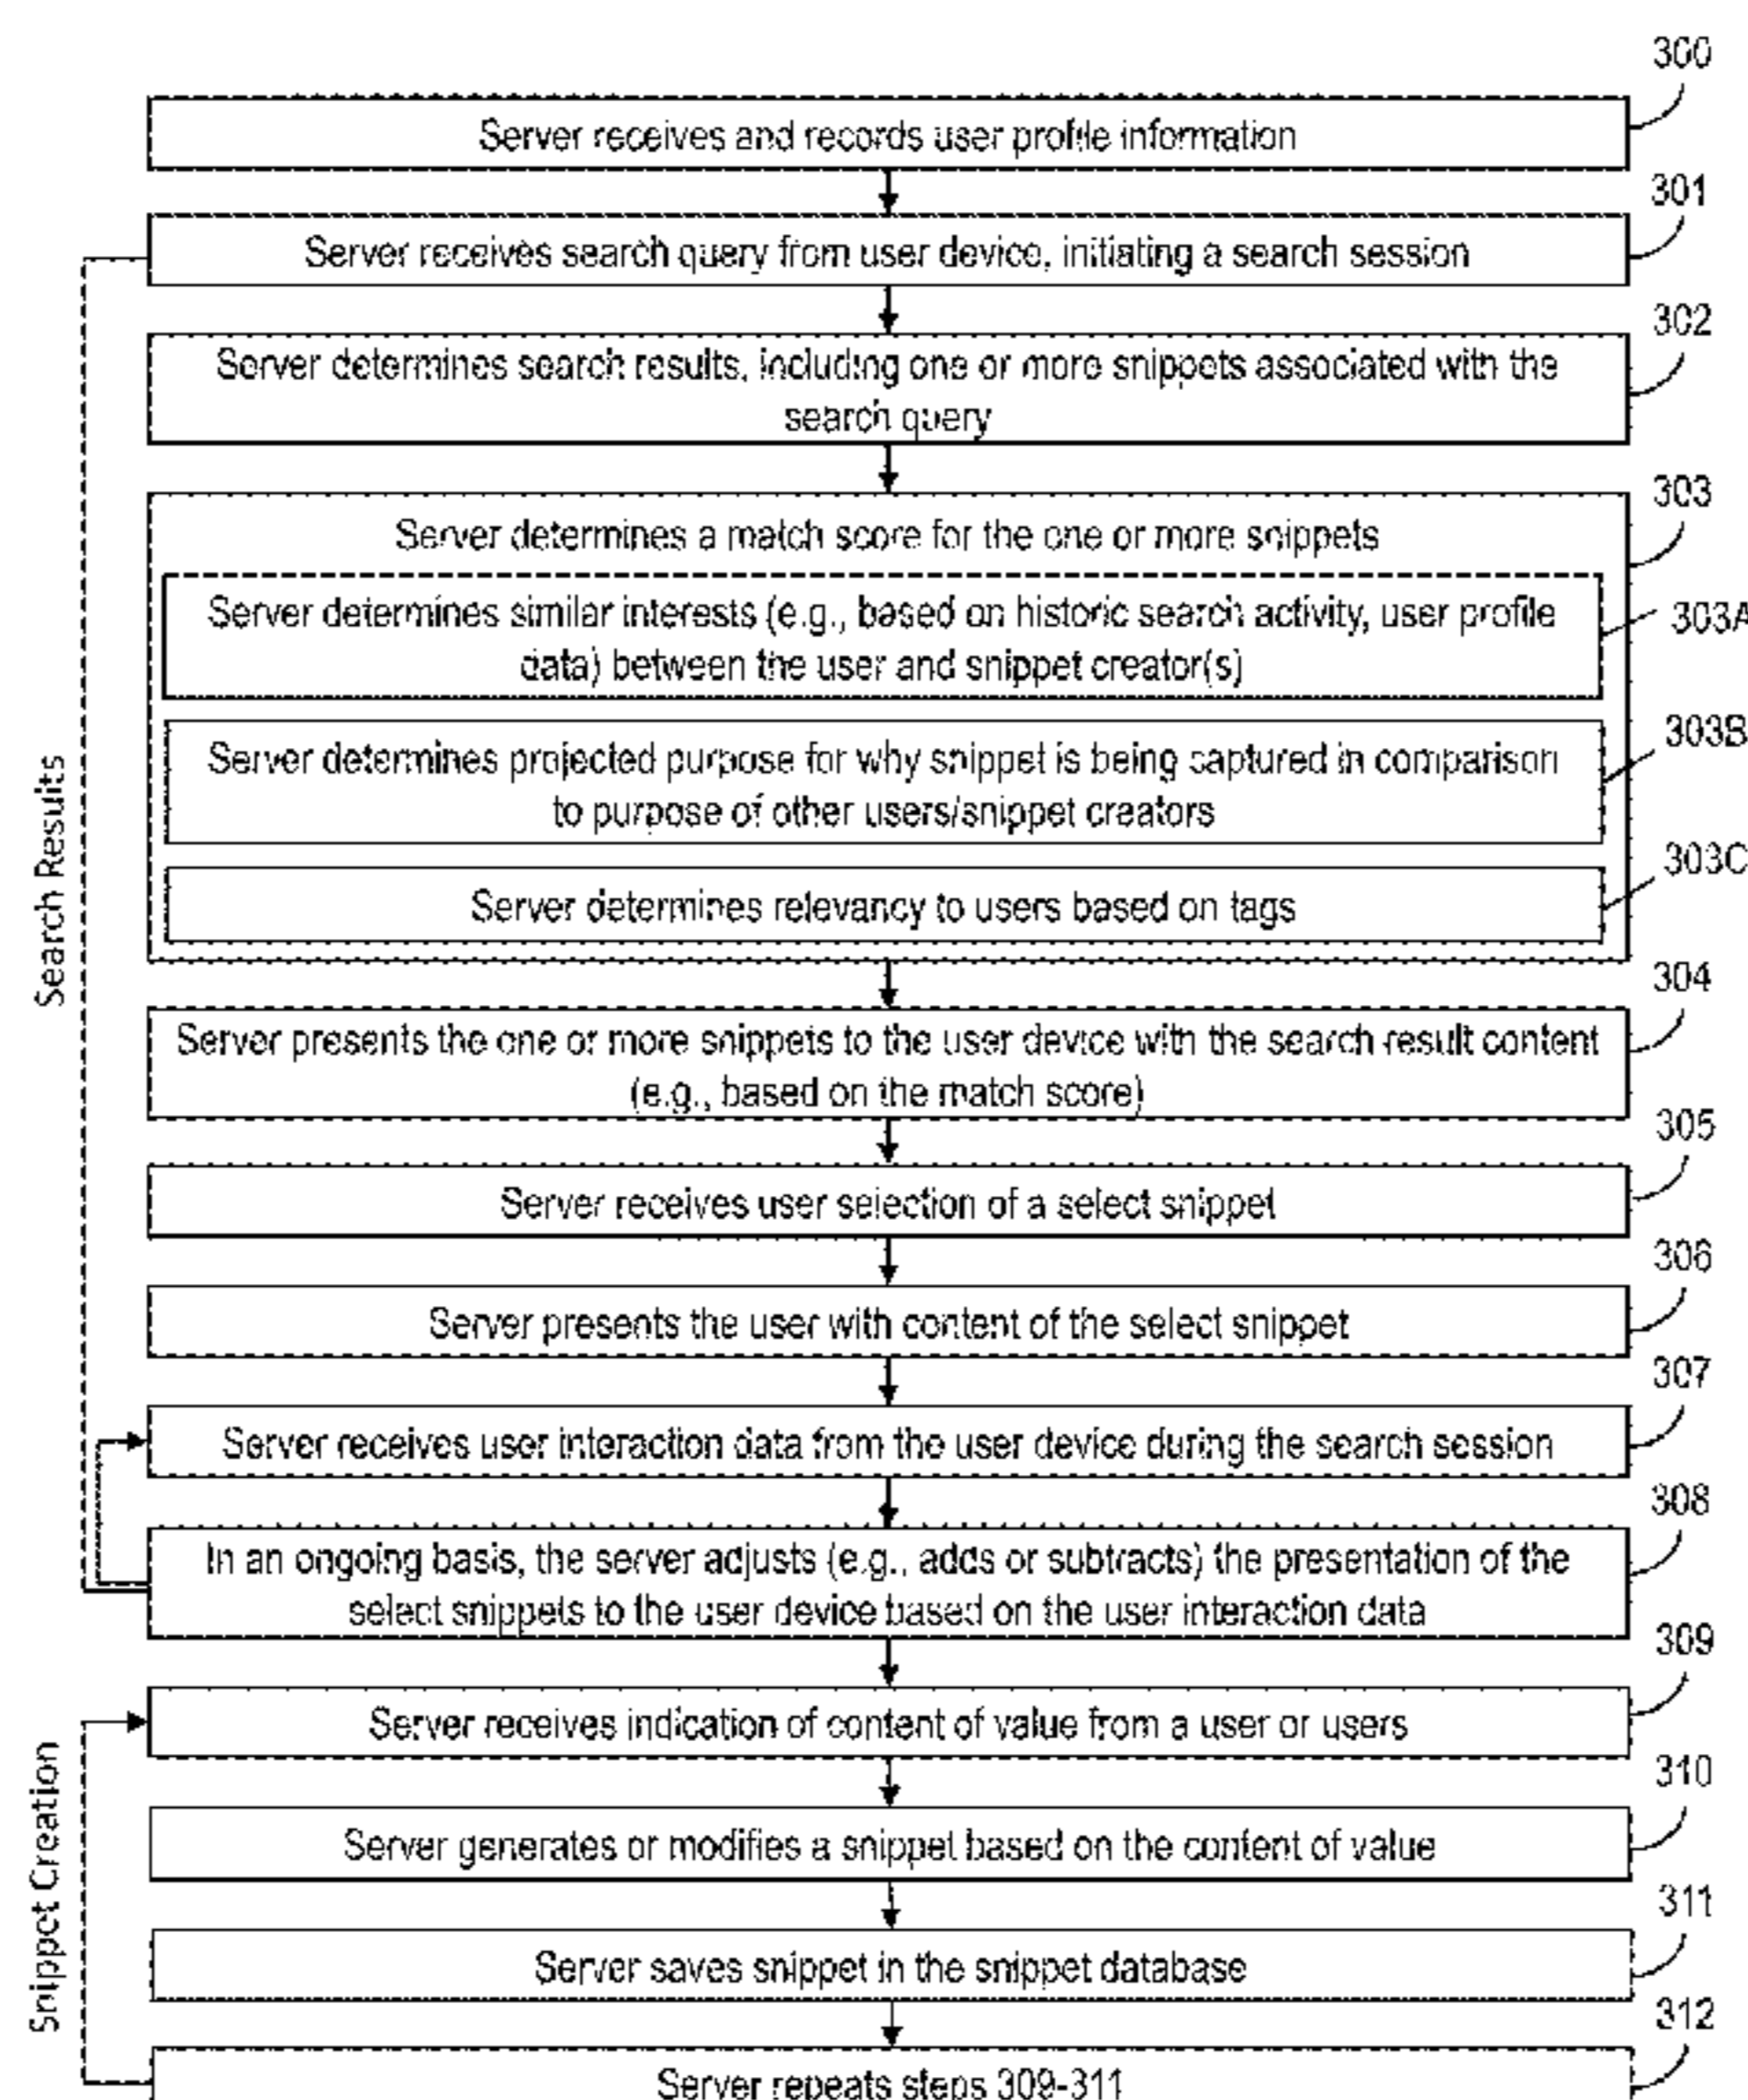 300
Server receives and records user profile information
301
Server receives search query from user device, initiating a search session
302
Server determines search results, including one or more snippets associated with the
search query
303
Server determines a match score for the one or more snippets
Server determines similar interests (e.g., based on historic search activity, user profile
data) between the user and snippet creator(s)
303A
Server determines projected purpose for why snippet is being captured in comparison
to purpose of other users/snippet creators
303B
Server determines relevancy to users based on tags
303C
Search Results
304
Server presents the one or more snippets to the user device with the search result content
(e.g., based on the match score)
305
Server receives user selection of a select snippet
306
Server presents the user with content of the select snippet
307
Server receives user interaction data from the user device during the search session
308
In an ongoing basis, the server adjusts (e.g., adds or subtracts) the presentation of the
select snippets to the user device based on the user interaction data
309
Server receives indication of content of value from a user or users
310
Server generates or modifies a snippet based on the content of value
Snippet Creation
311
Server saves snippet in the snippet database
312
Server repeats steps 309-311